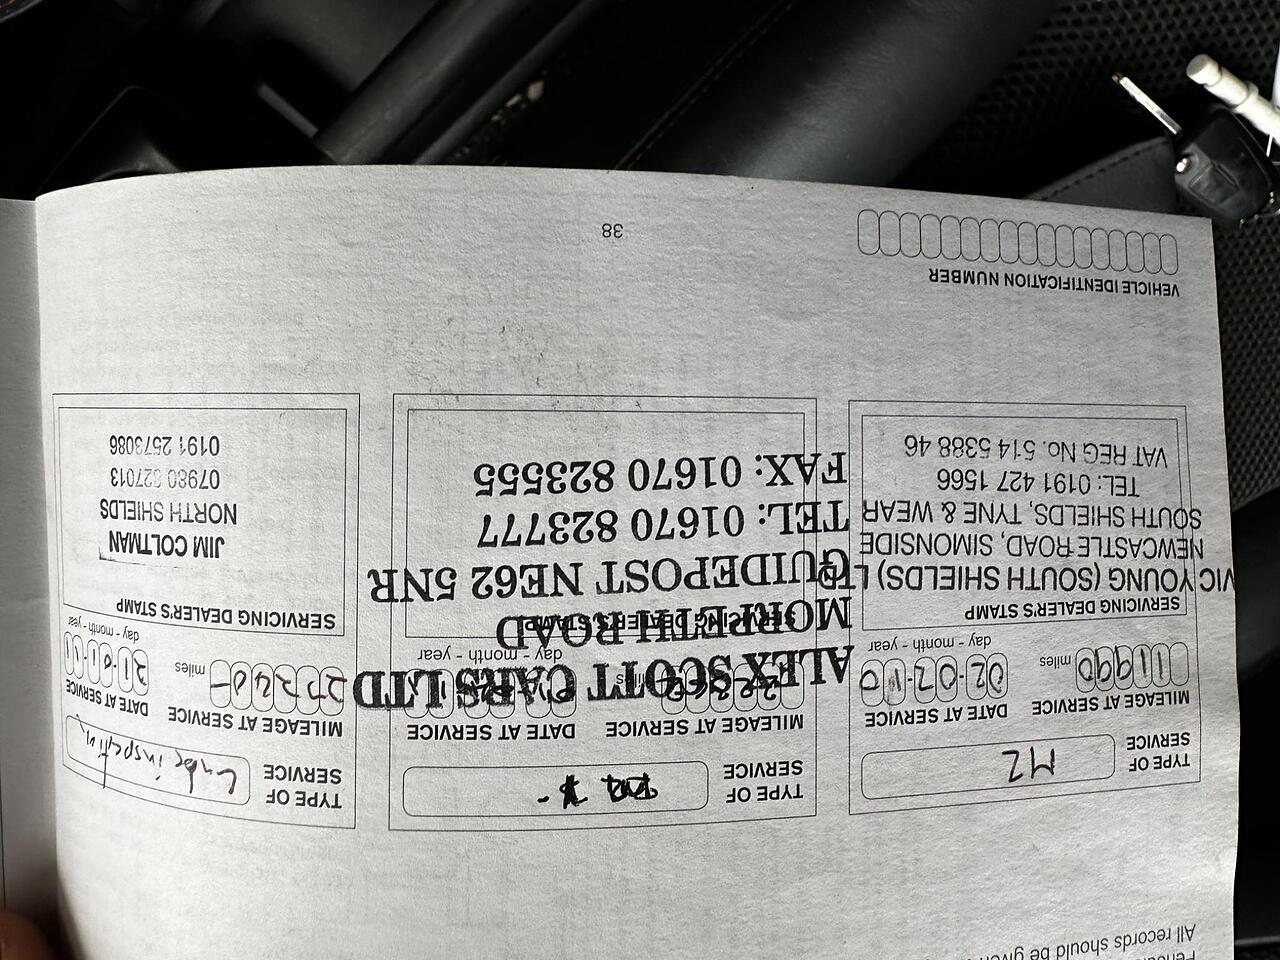 All records should be given
TYPE OF SERVICE
M2
MILEAGE AT SERVICE
11990 miles
DATE AT SERVICE
02-02-10
day - month - year
SERVICING DEALER'S STAMP
VIC YOUNG (SOUTH SHIELDS) LTD
NEWCASTLE ROAD, SIMONSIDE
SOUTH SHIELDS, TYNE & WEAR
TEL: 0191 427 1566
VAT REG No. 514 5388 46
TYPE OF SERVICE
MILEAGE AT SERVICE
miles
DATE AT SERVICE
day - month - year
SERVICING DEALER'S STAMP
ALEX SCOTT CARS LTD
MORPETH ROAD
GUIDEPOST NE62 5NR
TEL: 01670 823777
FAX: 01670 823555
TYPE OF SERVICE
Lube inspection
MILEAGE AT SERVICE
miles
DATE AT SERVICE
day - month - year
SERVICING DEALER'S STAMP
JIM COLTMAN
NORTH SHIELDS
07980 827013
0191 2573086
VEHICLE IDENTIFICATION NUMBER
38